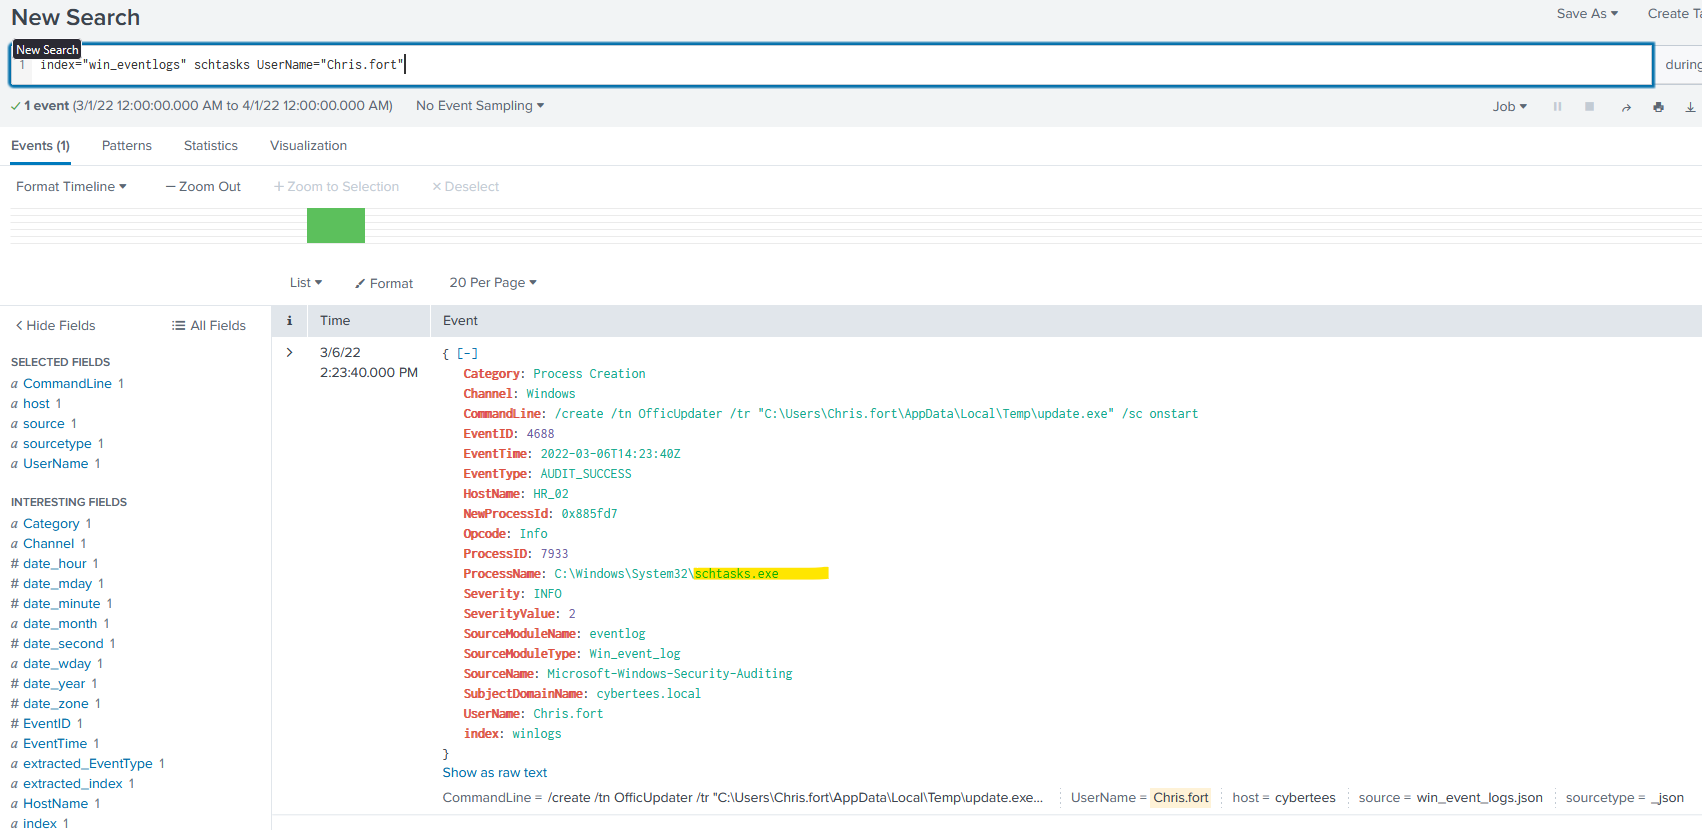 New Search
Save As
Create Ta
New Search
1 index="win_eventlogs" schtasks UserName="Chris.fort"
during
1 event (3/1/22 12:00:00.000 AM to 4/1/22 12:00:00.000 AM)
No Event Sampling
Job
Events (1)
Patterns
Statistics
Visualization
Format Timeline
— Zoom Out
+ Zoom to Selection
× Deselect
List
Format
20 Per Page
< Hide Fields
All Fields
i
Time
Event
SELECTED FIELDS
a CommandLine 1
a host 1
a source 1
a sourcetype 1
a UserName 1
INTERESTING FIELDS
a Category 1
a Channel 1
# date_hour 1
# date_mday 1
# date_minute 1
a date_month 1
# date_second 1
a date_wday 1
# date_year 1
# date_zone 1
# EventID 1
a EventTime 1
a extracted_EventType 1
a extracted_index 1
a HostName 1
a index 1
>
3/6/22
2:23:40.000 PM
{ [-]
Category: Process Creation
Channel: Windows
CommandLine: /create /tn OfficUpdater /tr "C:\Users\Chris.fort\AppData\Local\Temp\update.exe" /sc onstart
EventID: 4688
EventTime: 2022-03-06T14:23:40Z
EventType: AUDIT_SUCCESS
HostName: HR_02
NewProcessId: 0x885fd7
Opcode: Info
ProcessID: 7933
ProcessName: C:\Windows\System32\schtasks.exe
Severity: INFO
SeverityValue: 2
SourceModuleName: eventlog
SourceModuleType: Win_event_log
SourceName: Microsoft-Windows-Security-Auditing
SubjectDomainName: cybertees.local
UserName: Chris.fort
index: winlogs
}
Show as raw text
CommandLine = /create /tn OfficUpdater /tr "C:\Users\Chris.fort\AppData\Local\Temp\update.exe...
UserName = Chris.fort
host = cybertees
source = win_event_logs.json
sourcetype = _json